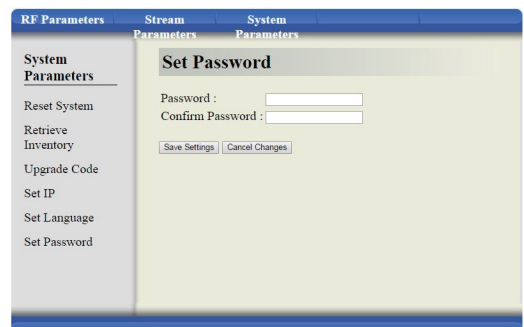 RF Parameters
Stream
Parameters
System
Parameters
System
Parameters
Reset System
Retrieve
Inventory
Upgrade Code
Set IP
Set Language
Set Password
Set Password
Password :
Confirm Password :
Save Settings Cancel Changes